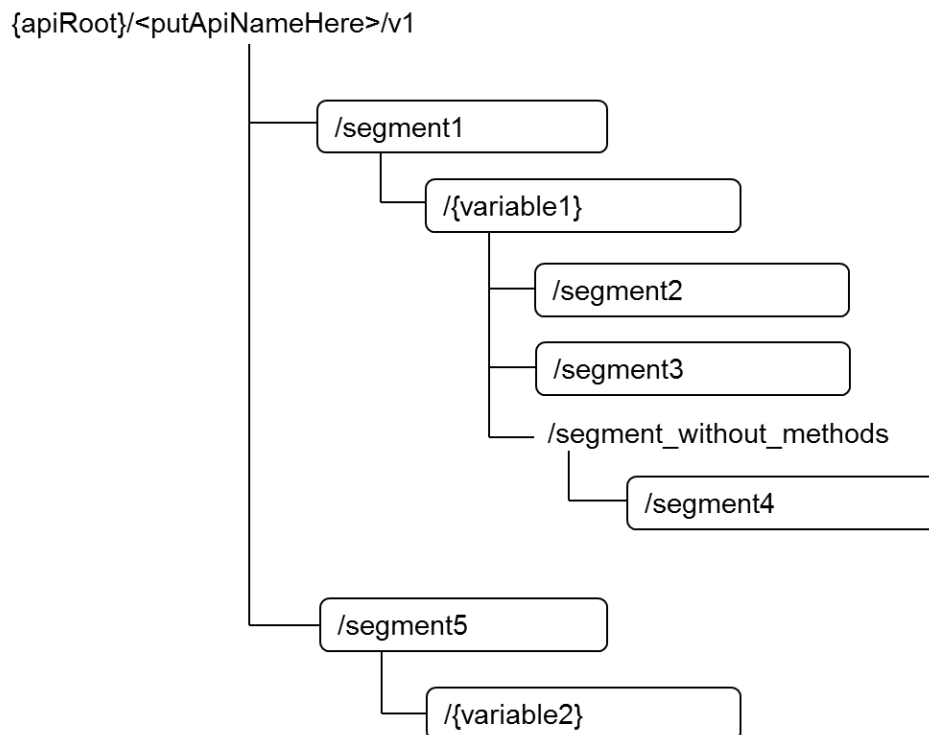 {apiRoot}/<putApiNameHere>/v1
/segment1
/{variable1}
/segment2
/segment3
/segment_without_methods
/segment4
/segment5
/{variable2}